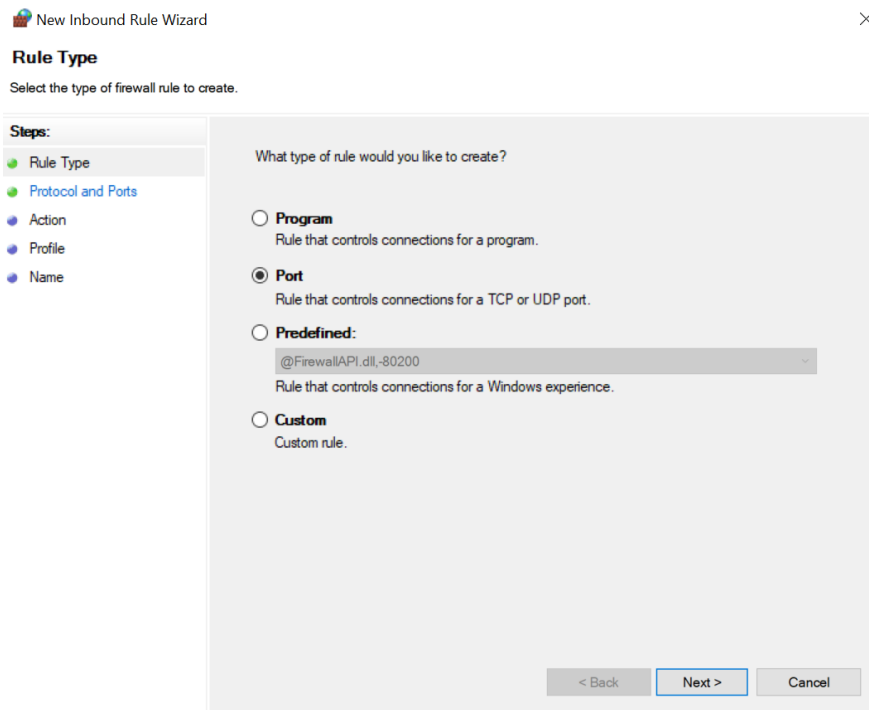 New Inbound Rule Wizard
Rule Type
Select the type of firewall rule to create.
Steps:
Rule Type
Protocol and Ports
Action
Profile
Name
What type of rule would you like to create?
Program
Rule that controls connections for a program.
Port
Rule that controls connections for a TCP or UDP port.
Predefined:
@FirewallAPI.dll,-80200
Rule that controls connections for a Windows experience.
Custom
Custom rule.
< Back
Next >
Cancel